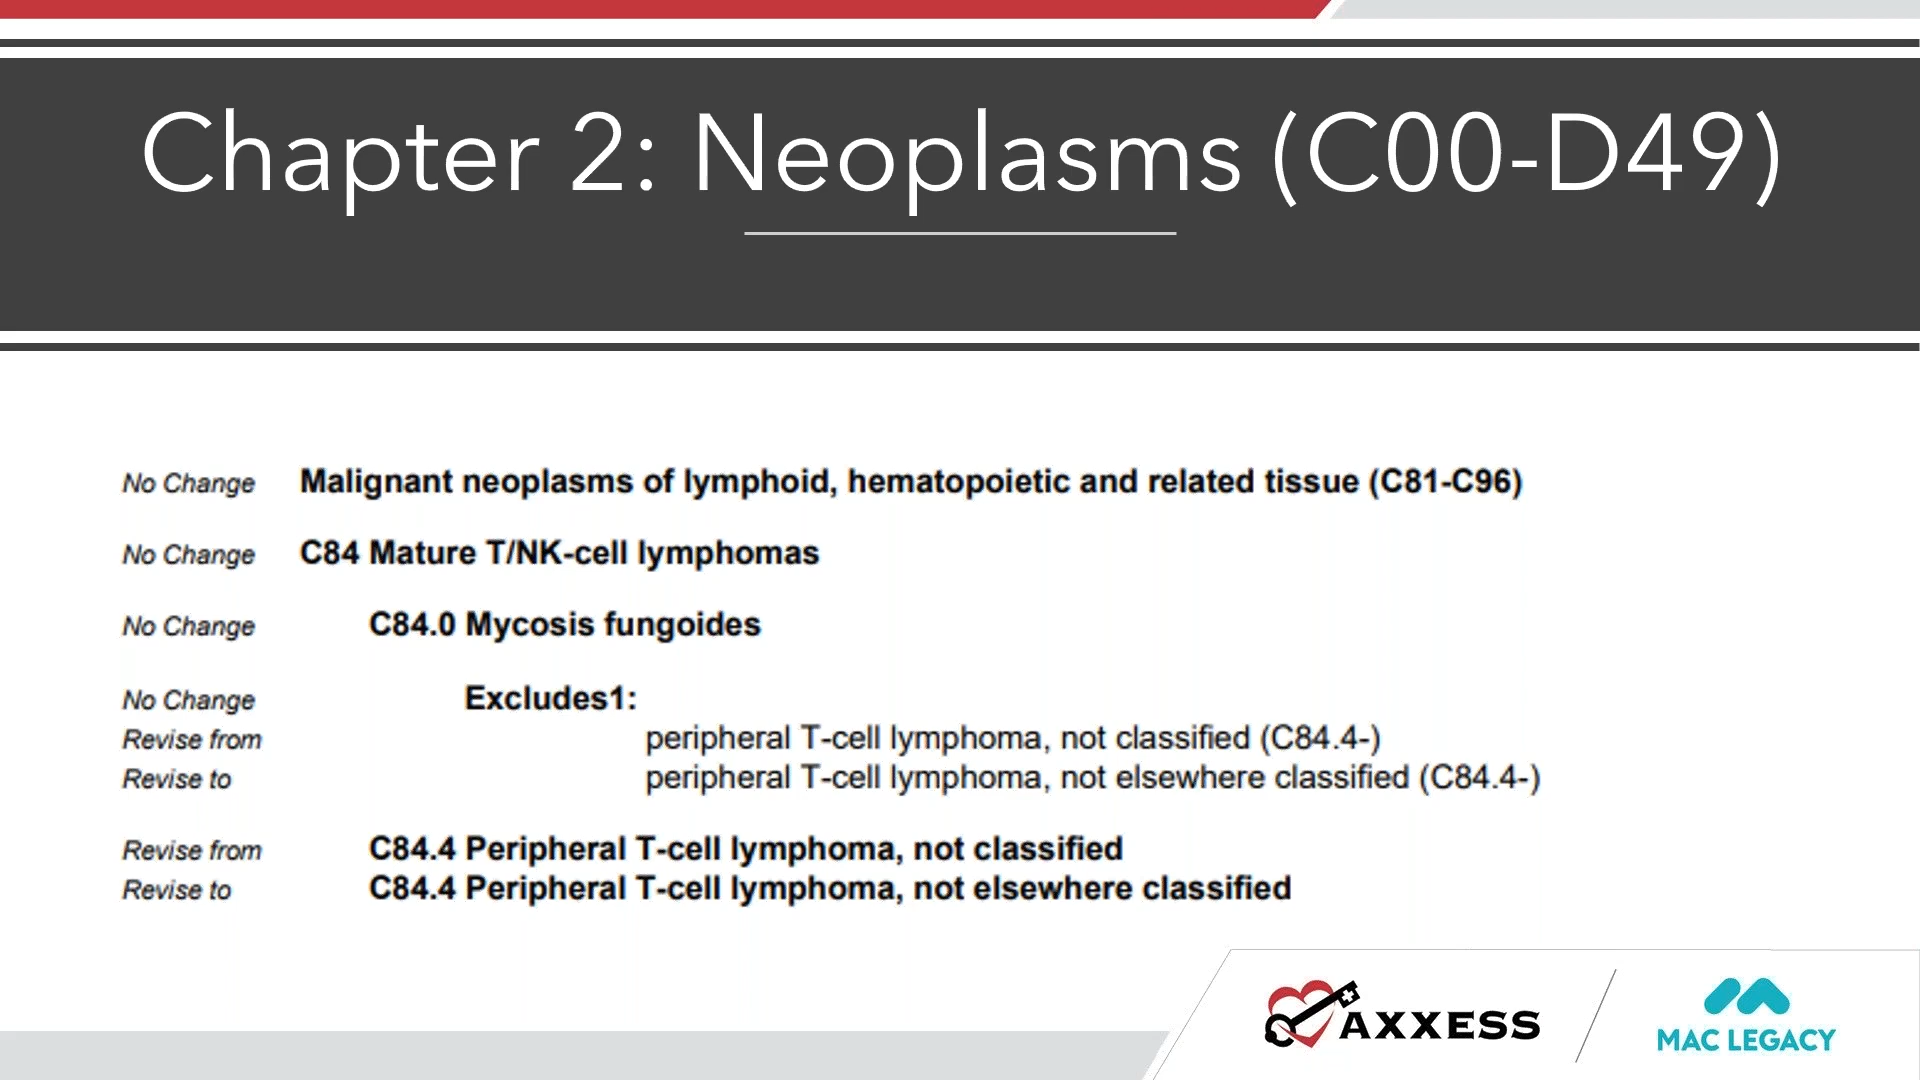 Chapter 2: Neoplasms (C00-D49)
No Change Malignant neoplasms of lymphoid, hematopoietic and related tissue (C81-C96)
No Change C84 Mature T/NK-cell lymphomas
No Change C84.0 Mycosis fungoides
No Change Excludes1:
Revise from peripheral T-cell lymphoma, not classified (C84.4-)
Revise to peripheral T-cell lymphoma, not elsewhere classified (C84.4-)
Revise from C84.4 Peripheral T-cell lymphoma, not classified
Revise to C84.4 Peripheral T-cell lymphoma, not elsewhere classified
AXXESS
MAC LEGACY